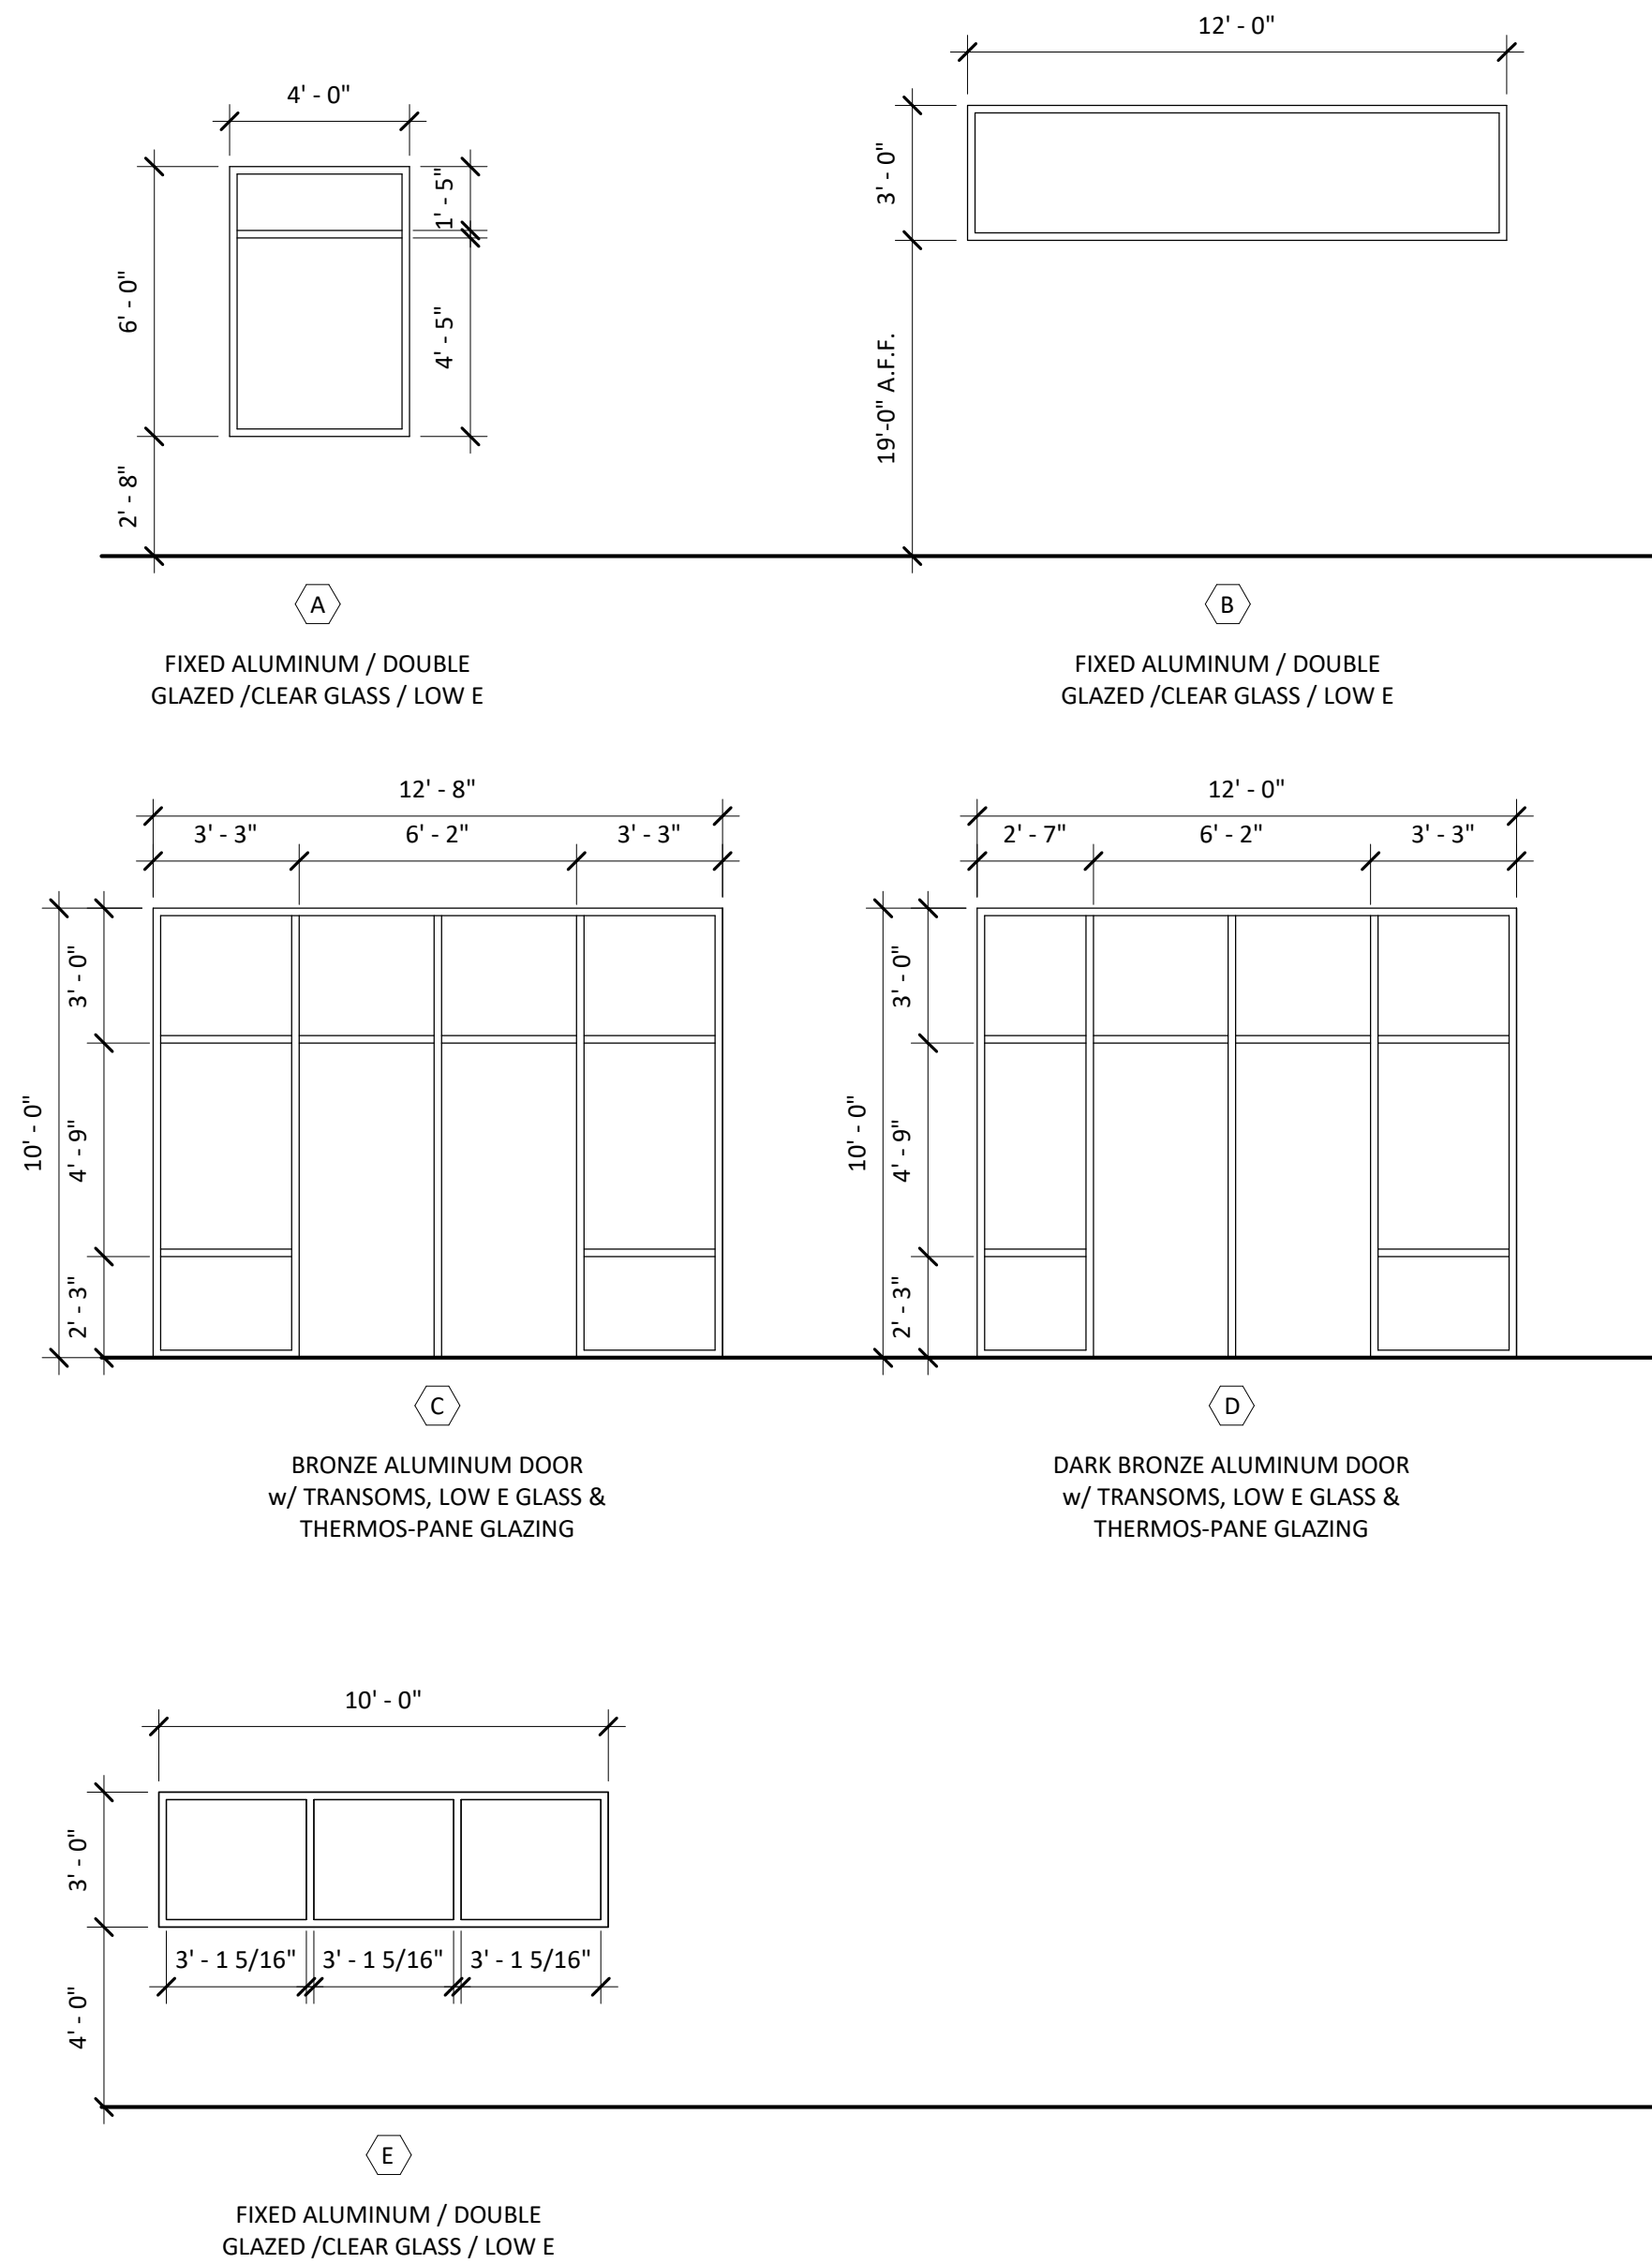 12' - 0"
4' - 0"
1' - 5"
3' - 0"
6' - 0"
4' - 5"
19'-0" A.F.F.
2' - 8"
A
B
FIXED ALUMINUM / DOUBLE
GLAZED /CLEAR GLASS / LOW E
FIXED ALUMINUM / DOUBLE
GLAZED /CLEAR GLASS / LOW E
12' - 8"
3' - 3"
6' - 2"
3' - 3"
3' - 0"
10' - 0"
4' - 9"
2' - 3"
C
BRONZE ALUMINUM DOOR
w/ TRANSOMS, LOW E GLASS &
THERMOS-PANE GLAZING
12' - 0"
2' - 7"
6' - 2"
3' - 3"
3' - 0"
10' - 0"
4' - 9"
2' - 3"
D
DARK BRONZE ALUMINUM DOOR
w/ TRANSOMS, LOW E GLASS &
THERMOS-PANE GLAZING
10' - 0"
3' - 0"
3' - 1 5/16"
3' - 1 5/16"
3' - 1 5/16"
4' - 0"
E
FIXED ALUMINUM / DOUBLE
GLAZED /CLEAR GLASS / LOW E